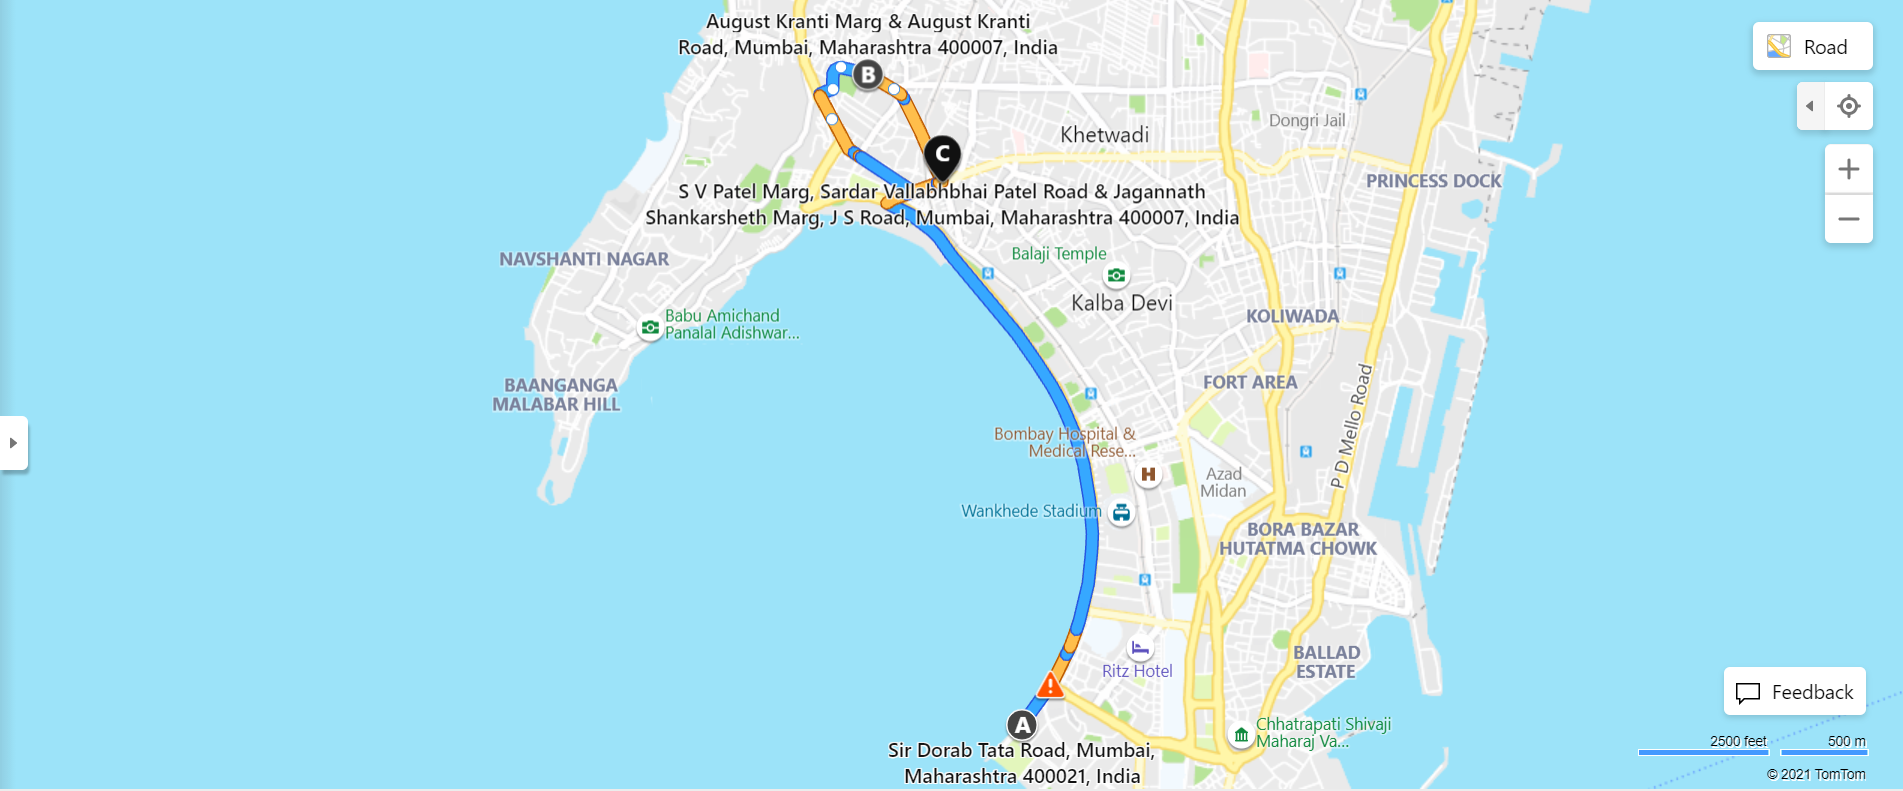 August Kranti Marg & August Kranti
Road, Mumbai, Maharashtra 400007, India
Road
B
Dongri Jail
Khetwadi
C
PRINCESS DOCK
S V Patel Marg, Sardar Vallabhbhai Patel Road & Jagannath
Shankarsheth Marg, J S Road, Mumbai, Maharashtra 400007, India
NAVSHANTI NAGAR
Balaji Temple
Kalba Devi
KOLIWADA
Babu Amichand
Panalal Adishwar...
BAANGANGA
MALABAR HILL
FORT AREA
P D Mello Road
Bombay Hospital &
Medical Rese...
H
Azad
Midan
Wankhede Stadium
BORA BAZAR
HUTATMA CHOWK
Ritz Hotel
BALLAD
ESTATE
Feedback
A
Chhatrapati Shivaji
Maharaj Va...
Sir Dorab Tata Road, Mumbai,
Maharashtra 400021, India
2500 feet
500 m
© 2021 TomTom